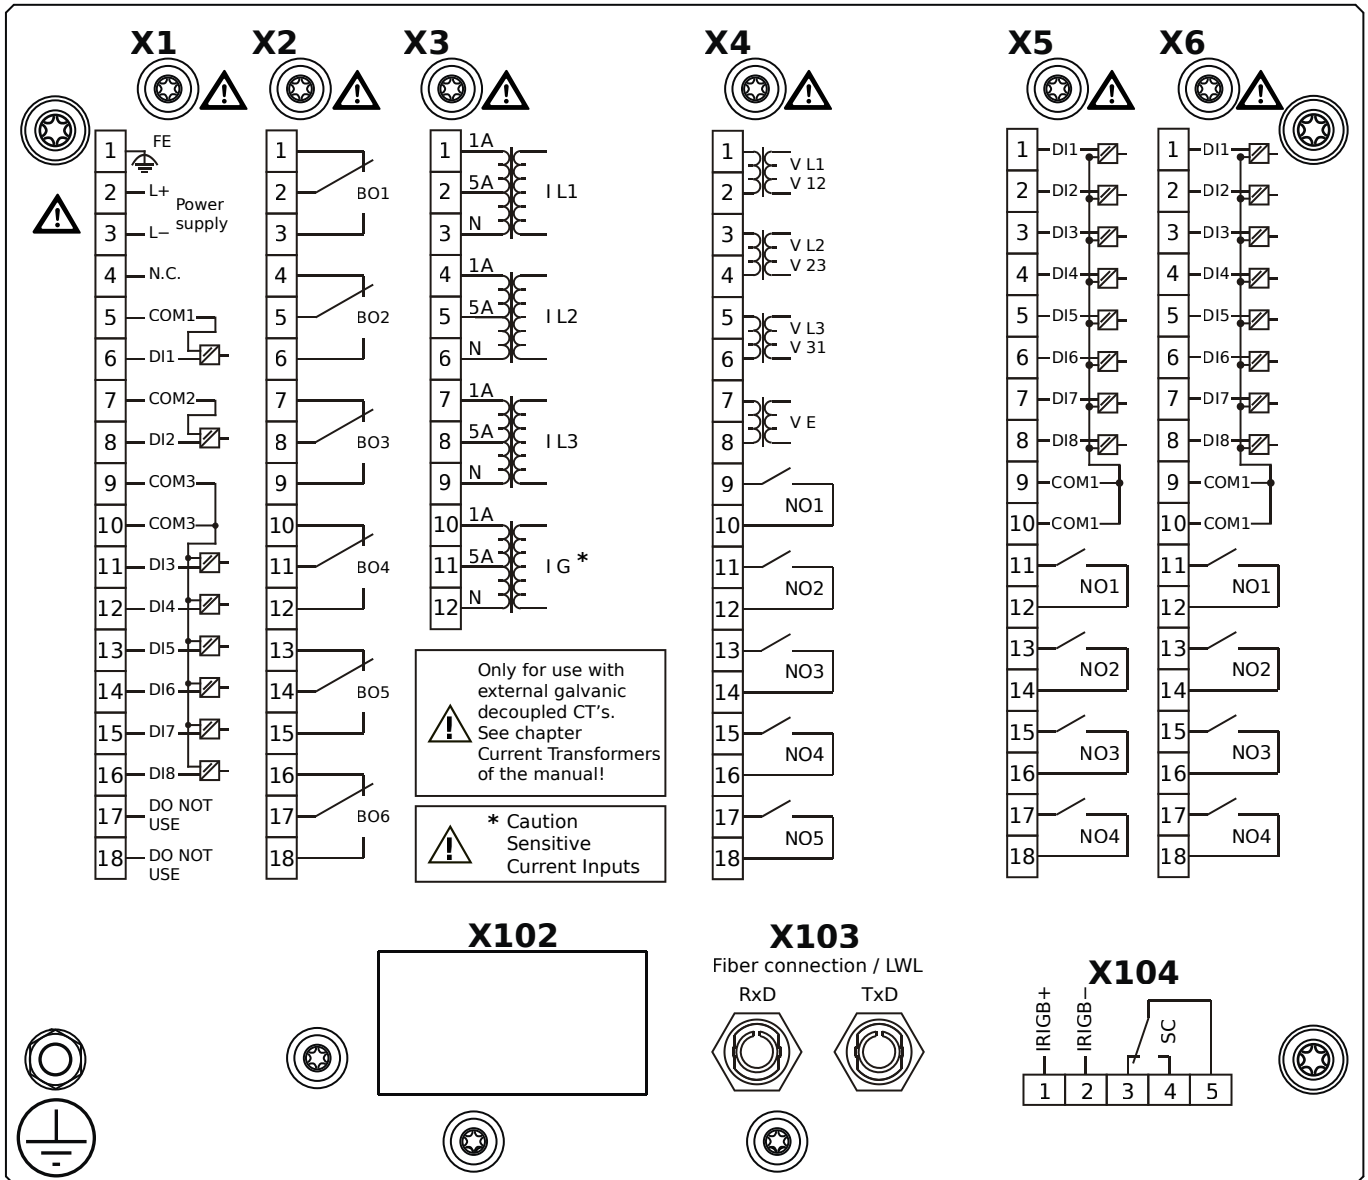 X1
X2
X3
X4
X5
X6
1 FE
2 L+
Power
supply
3 L−
4 N.C.
5 COM1
6 DI1
7 COM2
8 DI2
9 COM3
10 COM3
11 DI3
12 DI4
13 DI5
14 DI6
15 DI7
16 DI8
17 DO NOT
USE
18 DO NOT
USE
1
2 BO1
3
4
5 BO2
6
7
8 BO3
9
10
11 BO4
12
13
14 BO5
15
16
17 BO6
18
1 1A
2 5A I L1
3 N
4 1A
5 5A I L2
6 N
7 1A
8 5A I L3
9 N
10 1A
11 5A I G *
12 N
Only for use with
external galvanic
decoupled CT's.
See chapter
Current Transformers
of the manual!
* Caution
Sensitive
Current Inputs
1 V L1
2 V 12
3 V L2
4 V 23
5 V L3
6 V 31
7
V E
8
9
NO1
10
11
NO2
12
13
NO3
14
15
NO4
16
17
NO5
18
1 DI1
2 DI2
3 DI3
4 DI4
5 DI5
6 DI6
7 DI7
8 DI8
9 COM1
10 COM1
11
NO1
12
13
NO2
14
15
NO3
16
17
NO4
18
1 DI1
2 DI2
3 DI3
4 DI4
5 DI5
6 DI6
7 DI7
8 DI8
9 COM1
10 COM1
11
NO1
12
13
NO2
14
15
NO3
16
17
NO4
18
X102
X103
Fiber connection / LWL
RxD TxD
X104
IRIGB+
IRIGB−
SC
1 2 3 4 5